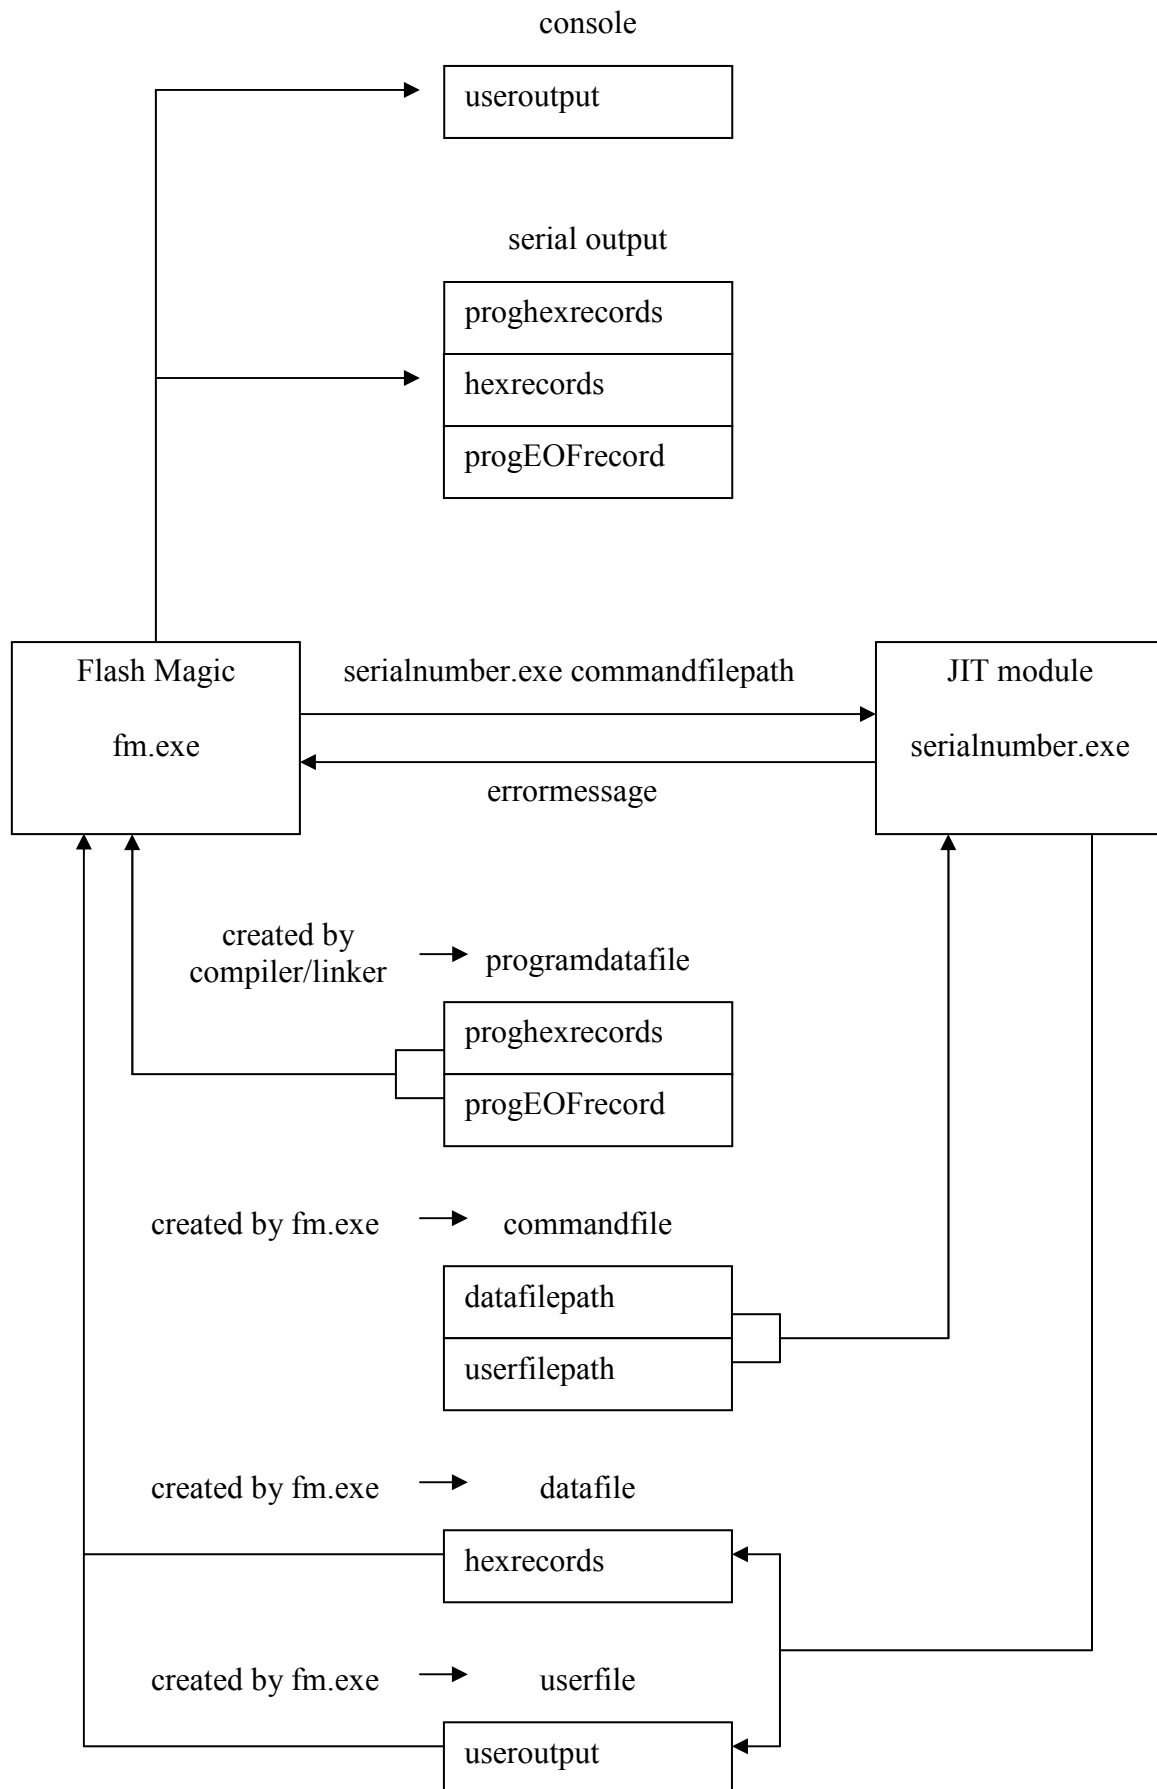 console
useroutput
serial output
proghexrecords
hexrecords
progEOFrecord
Flash Magic
fm.exe
serialnumber.exe commandfilepath
errormessage
JIT module
serialnumber.exe
created by
compiler/linker
programdatafile
proghexrecords
progEOFrecord
created by fm.exe
commandfile
datafilepath
userfilepath
created by fm.exe
datafile
hexrecords
created by fm.exe
userfile
useroutput